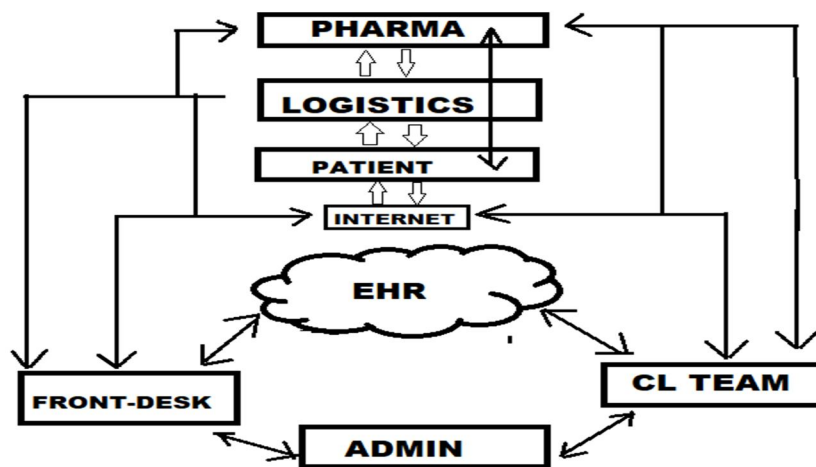 PHARMA
LOGISTICS
PATIENT
INTERNET
EHR
FRONT-DESK
CL TEAM
ADMIN